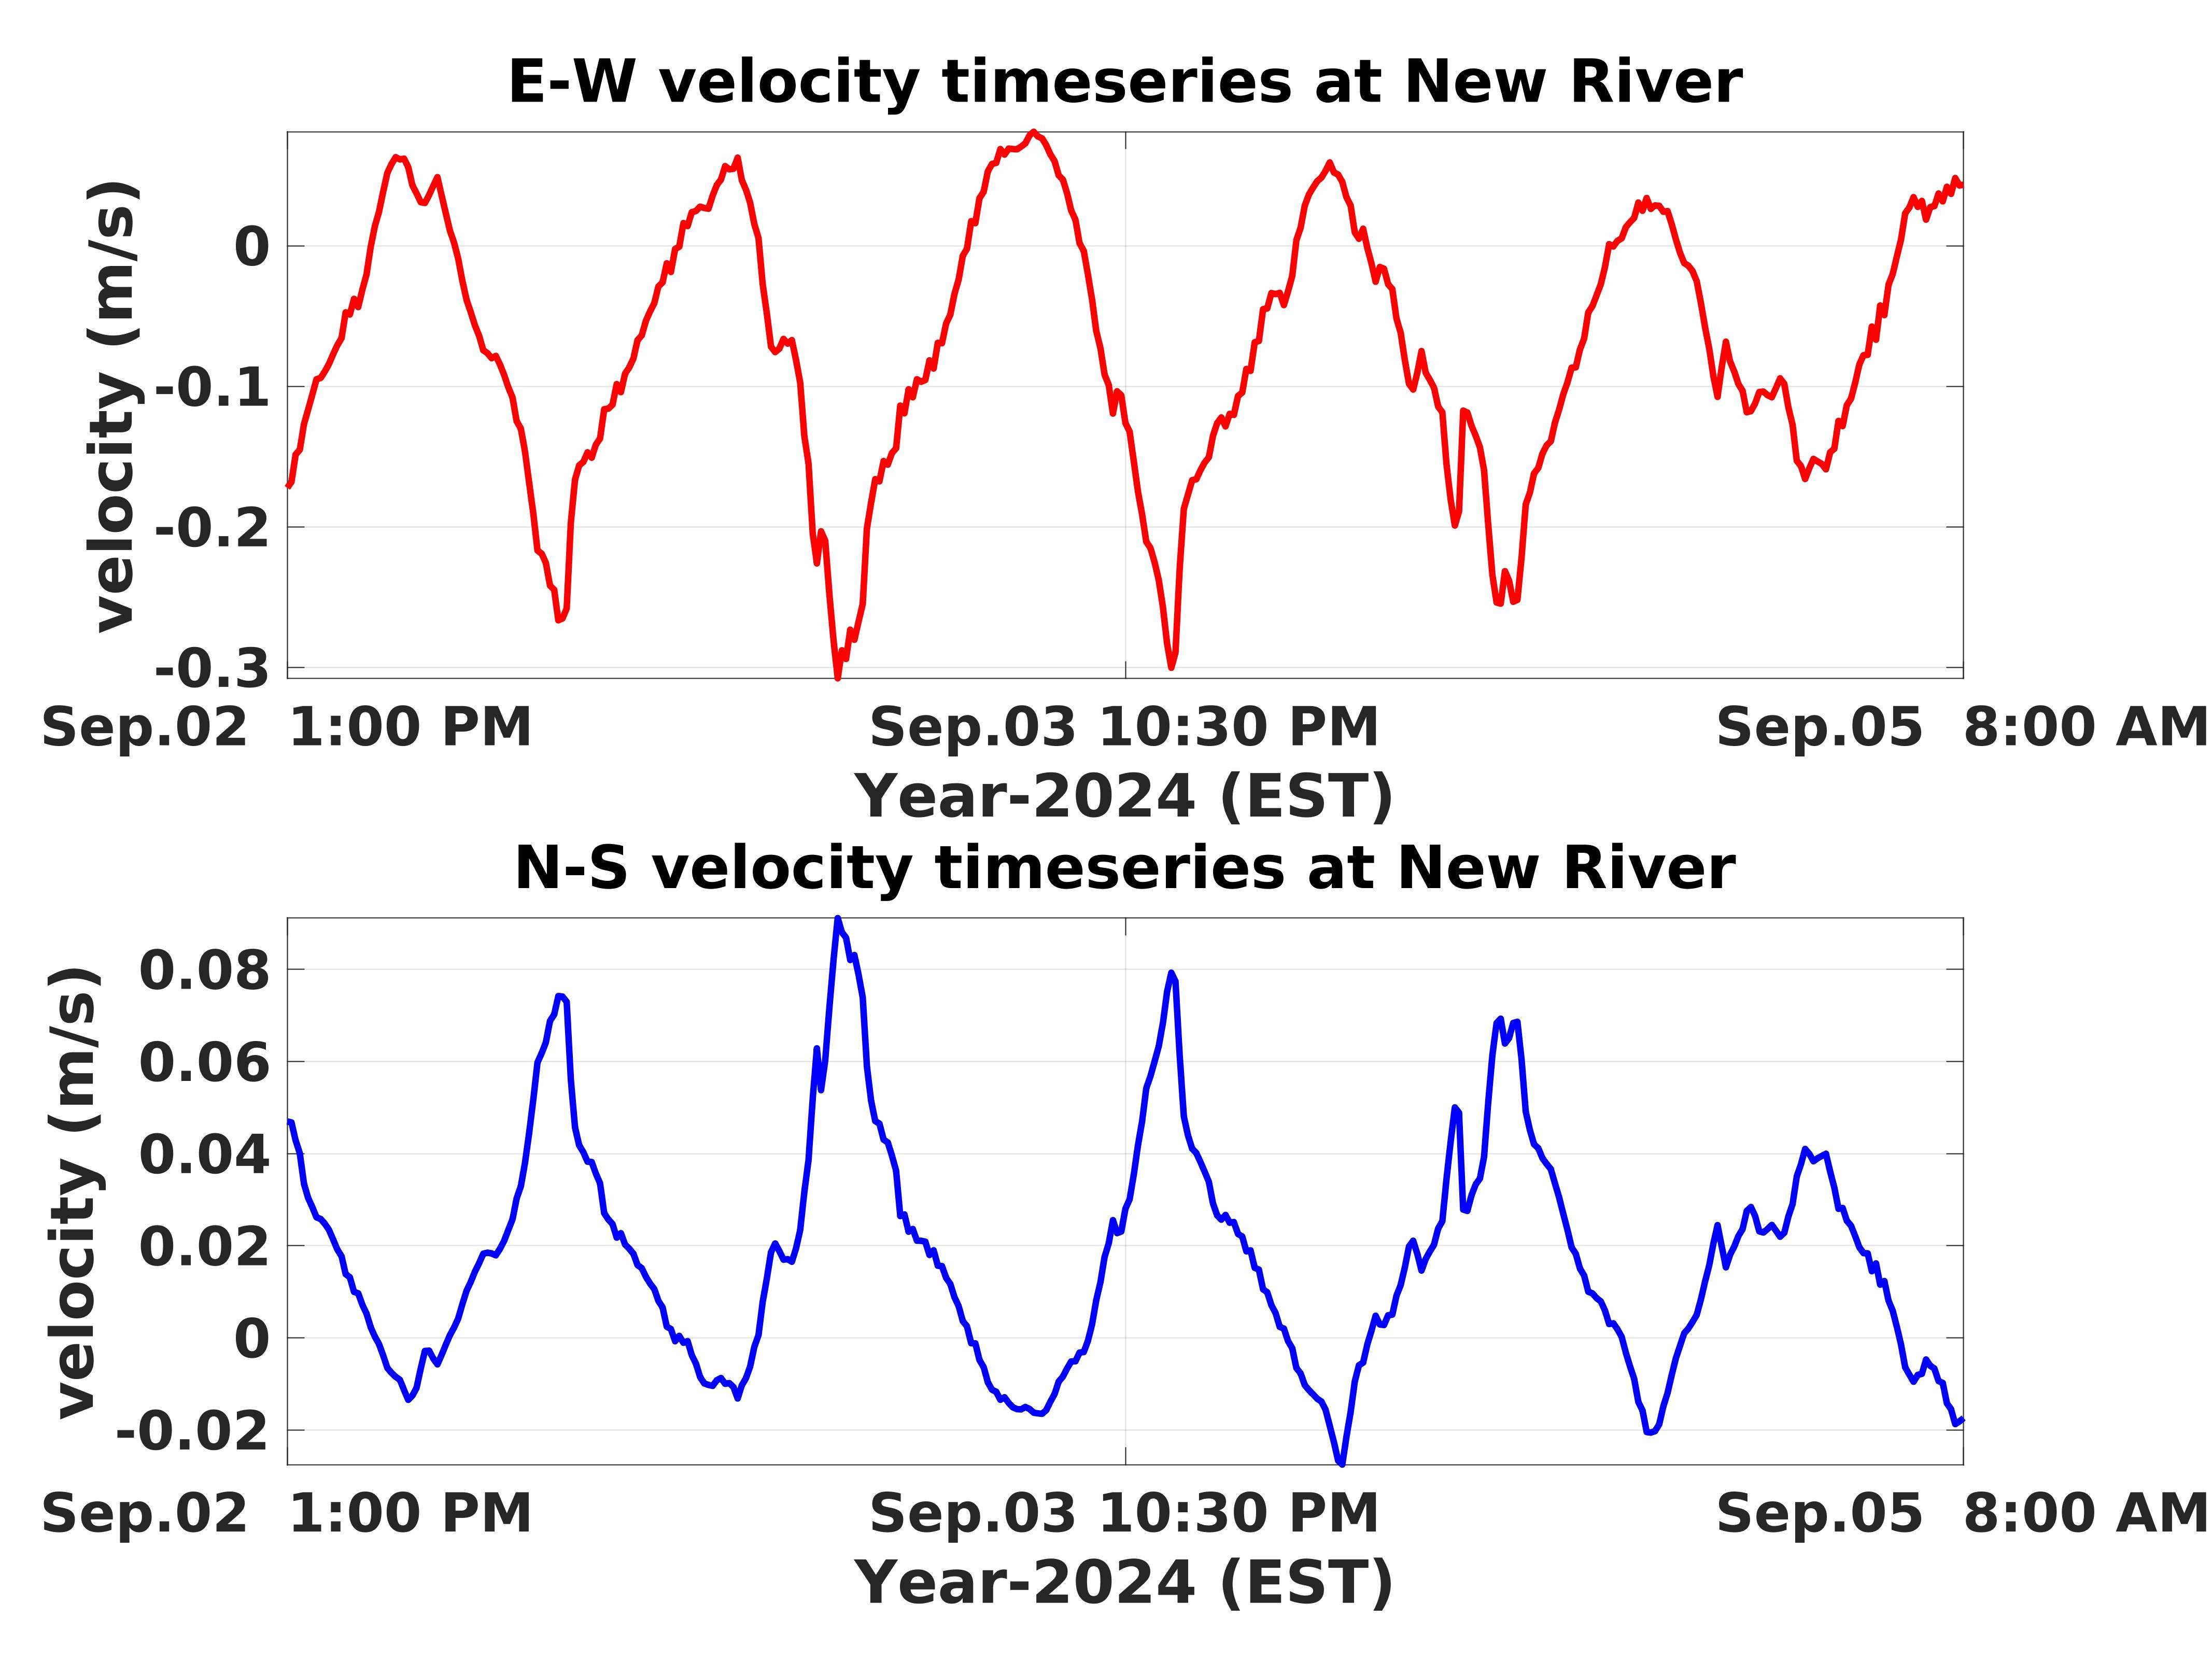 E-W velocity timeseries at New River
velocity (m/s)
0
-0.1
-0.2
-0.3
Sep.02 1:00 PM Sep.03 10:30 PM Sep.05 8:00 AM
Year-2024 (EST)
N-S velocity timeseries at New River
velocity (m/s)
0.08
0.06
0.04
0.02
0
-0.02
Sep.02 1:00 PM Sep.03 10:30 PM Sep.05 8:00 AM
Year-2024 (EST)